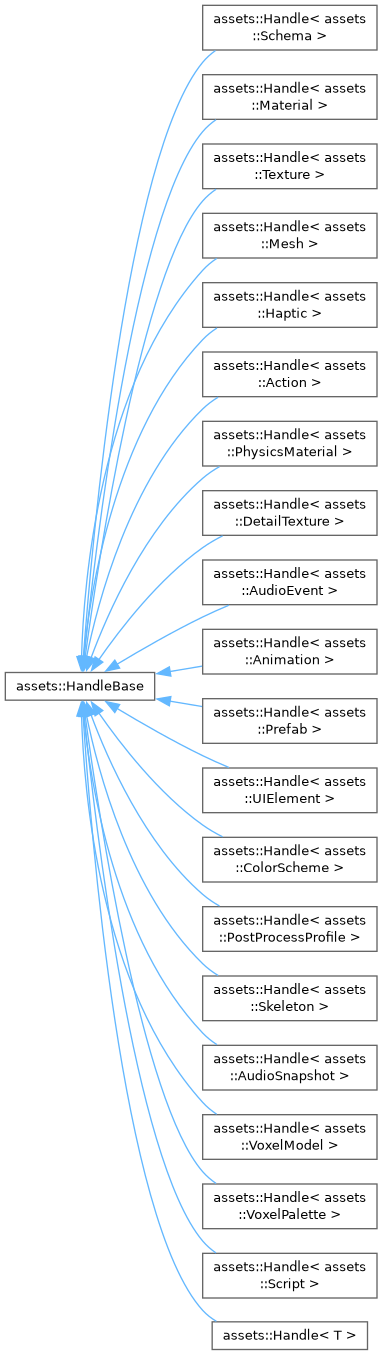 assets::Handle< assets
::Schema >
assets::Handle< assets
::Material >
assets::Handle< assets
::Texture >
assets::Handle< assets
::Mesh >
assets::Handle< assets
::Haptic >
assets::Handle< assets
::Action >
assets::Handle< assets
::PhysicsMaterial >
assets::Handle< assets
::DetailTexture >
assets::Handle< assets
::AudioEvent >
assets::Handle< assets
::Animation >
assets::HandleBase
assets::Handle< assets
::Prefab >
assets::Handle< assets
::UIElement >
assets::Handle< assets
::ColorScheme >
assets::Handle< assets
::PostProcessProfile >
assets::Handle< assets
::Skeleton >
assets::Handle< assets
::AudioSnapshot >
assets::Handle< assets
::VoxelModel >
assets::Handle< assets
::VoxelPalette >
assets::Handle< assets
::Script >
assets::Handle< T >